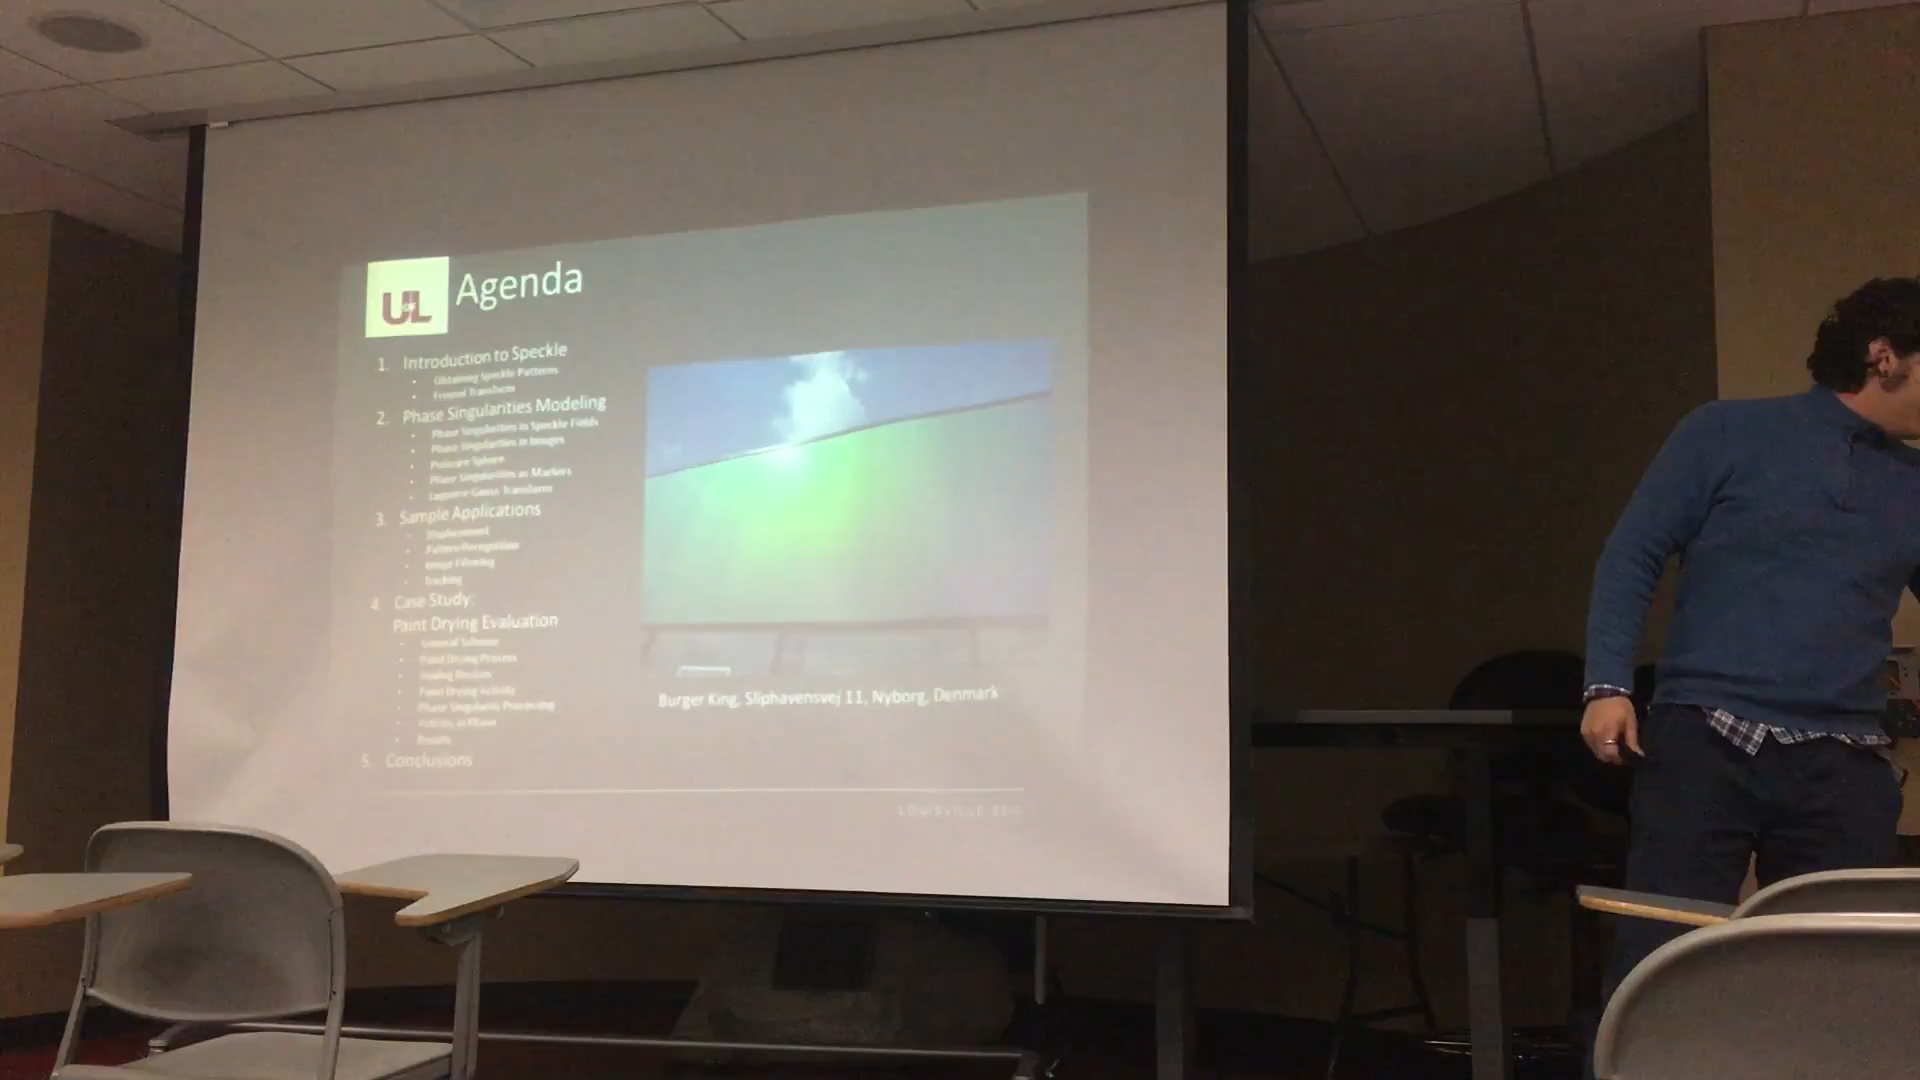 UofL
Agenda
1. Introduction to Speckle
• Obtaining Speckle Patterns
• Fresnel Transform
2. Phase Singularities Modeling
• Phase Singularities in Speckle Fields
• Phase Singularities in Images
• Poincare Sphere
• Phase Singularities as Markers
• Laguerre-Gauss Transform
3. Sample Applications
• Displacement
• Pattern Recognition
• Image Filtering
• Tracking
4. Case Study:
Paint Drying Evaluation
• General Scheme
• Paint Drying Process
• Paint Drying Activity
• Phase Singularity Processing
• Results
5. Conclusions
Burger King, Sliphavensvej 11, Nyborg, Denmark
LOUISVILLE.EDU